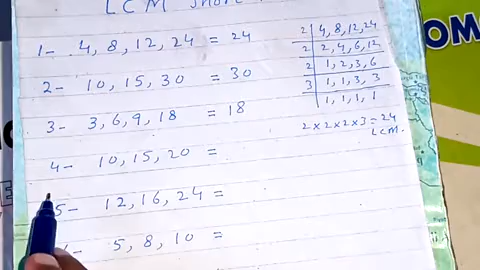 LCM Short
1- 4, 8, 12, 24 = 24
2- 10, 15, 30 = 30
3- 3, 6, 9, 18 = 18
4- 10, 15, 20 =
5- 12, 16, 24 =
5, 8, 10 =
2 | 4, 8, 12, 24
2 | 2, 4, 6, 12
2 | 1, 2, 3, 6
3 | 1, 1, 3, 3
1, 1, 1, 1
2 x 2 x 2 x 3 = 24
LCM.
OM